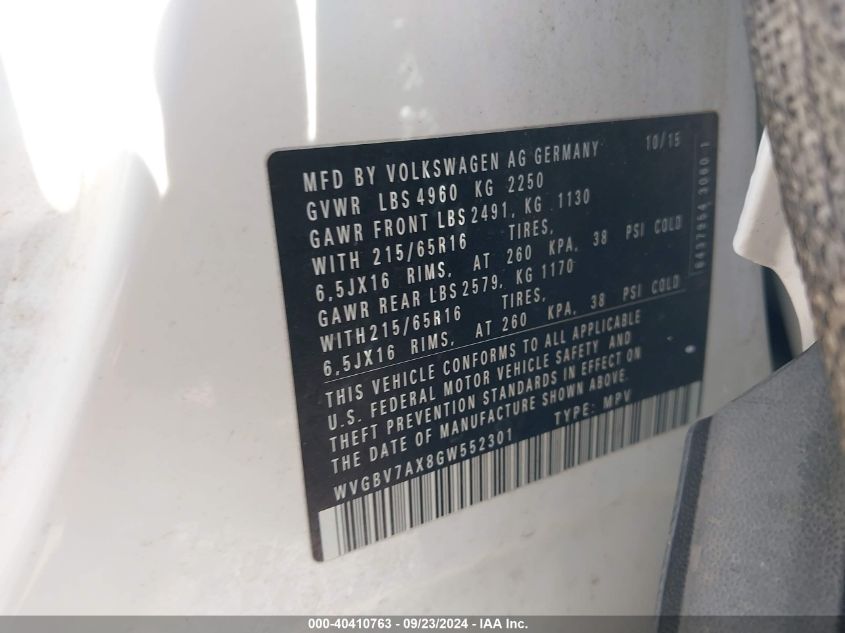 MFD BY VOLKSWAGEN AG GERMANY 10/15
GVWR LBS 4960 KG 2250
GAWR FRONT LBS 2491, KG 1130
WITH 215/65R16 TIRES,
6,5JX16 RIMS, AT 260 KPA, 38 PSI COLD
GAWR REAR LBS 2579, KG 1170
WITH 215/65R16 TIRES,
6,5JX16 RIMS, AT 260 KPA, 38 PSI COLD
THIS VEHICLE CONFORMS TO ALL APPLICABLE
U.S. FEDERAL MOTOR VEHICLE SAFETY AND
THEFT PREVENTION STANDARDS IN EFFECT ON
THE DATE OF MANUFACTURE SHOWN ABOVE.
WVGBV7AX8GW552301 TYPE: MPV
000-40410763 - 09/23/2024 - IAA Inc.